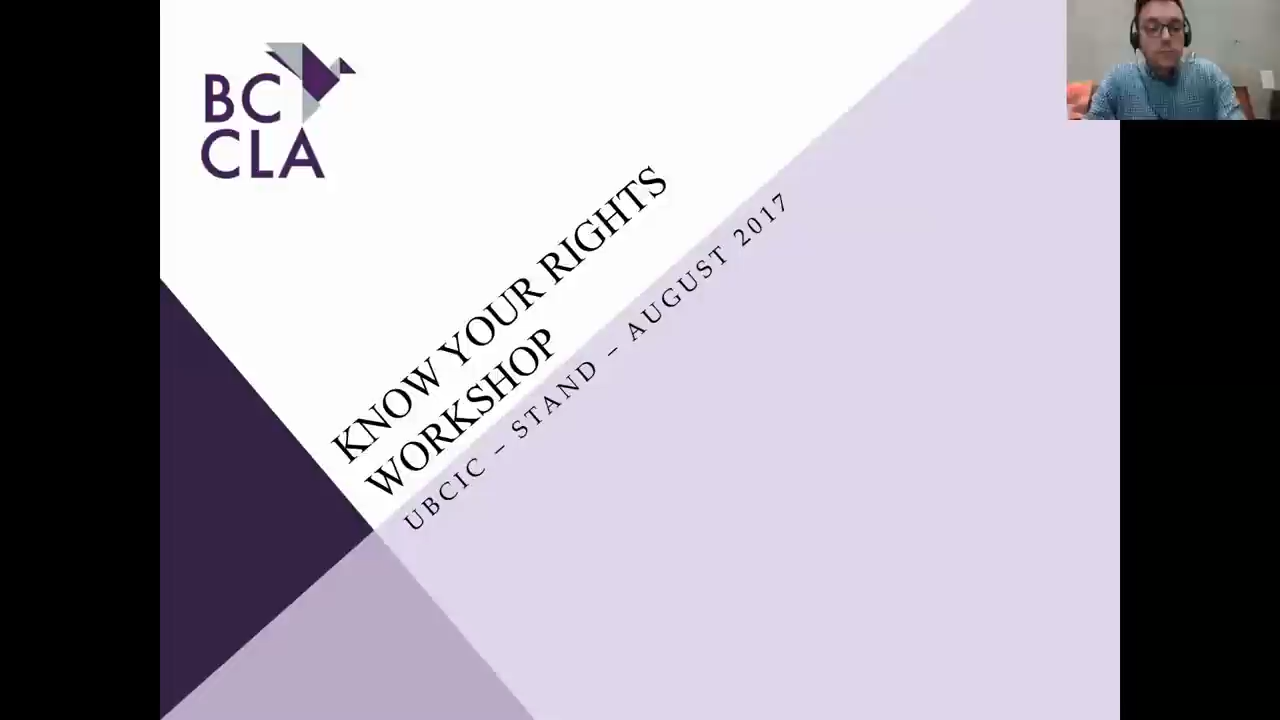 BC
CLA
KNOW YOUR RIGHTS
WORKSHOP
UBCIC – STAND – AUGUST 2017